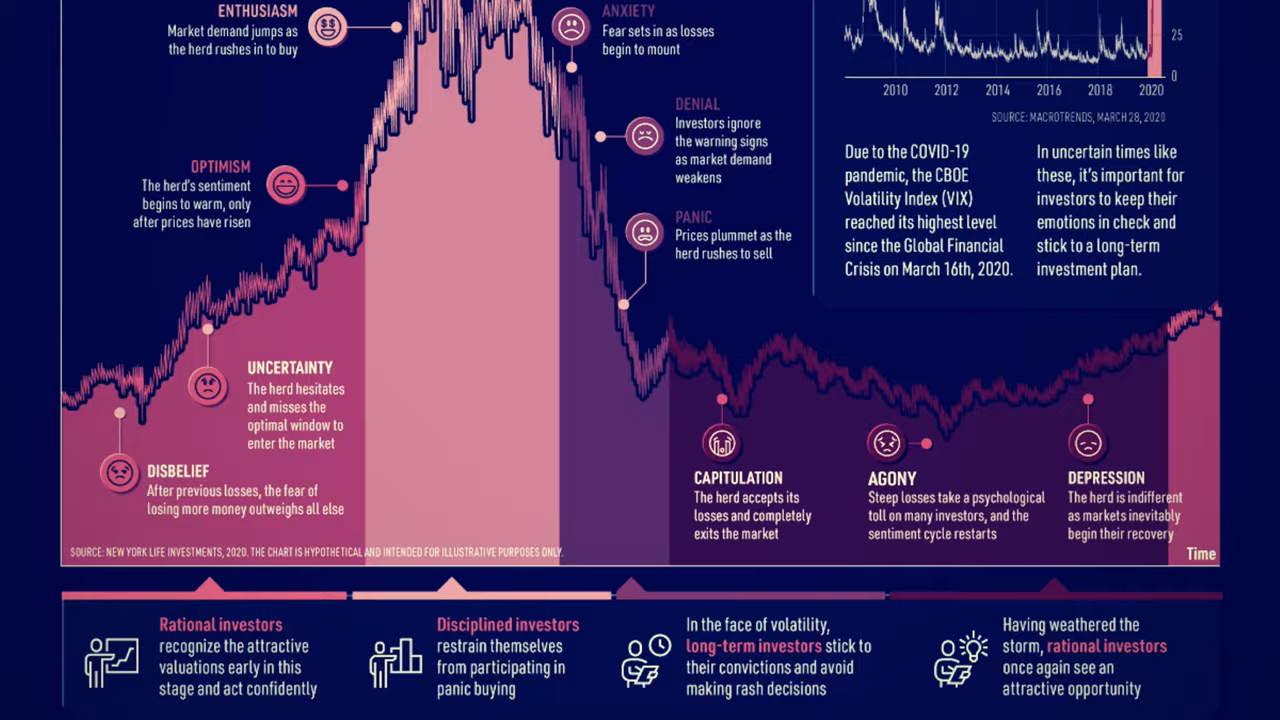 ENTHUSIASM
Market demand jumps as
the herd rushes in to buy
$$
ANXIETY
Fear sets in as losses
begin to mount
DENIAL
Investors ignore
the warning signs
as market demand
weakens
OPTIMISM
The herd's sentiment
begins to warm, only
after prices have risen
PANIC
Prices plummet as the
herd rushes to sell
25
0
2010 2012 2014 2016 2018 2020
SOURCE: MACROTRENDS, MARCH 28, 2020
Due to the COVID-19
pandemic, the CBOE
Volatility Index (VIX)
reached its highest level
since the Global Financial
Crisis on March 16th, 2020.
In uncertain times like
these, it's important for
investors to keep their
emotions in check and
stick to a long-term
investment plan.
UNCERTAINTY
The herd hesitates
and misses the
optimal window to
enter the market
DISBELIEF
After previous losses, the fear of
losing more money outweighs all else
CAPITULATION
The herd accepts its
losses and completely
exits the market
AGONY
Steep losses take a psychological
toll on many investors, and the
sentiment cycle restarts
DEPRESSION
The herd is indifferent
as markets inevitably
begin their recovery
Time
SOURCE: NEW YORK LIFE INVESTMENTS, 2020. THE CHART IS HYPOTHETICAL AND INTENDED FOR ILLUSTRATIVE PURPOSES ONLY.
Rational investors
recognize the attractive
valuations early in this
stage and act confidently
Disciplined investors
restrain themselves
from participating in
panic buying
In the face of volatility,
long-term investors stick to
their convictions and avoid
making rash decisions
Having weathered the
storm, rational investors
once again see an
attractive opportunity